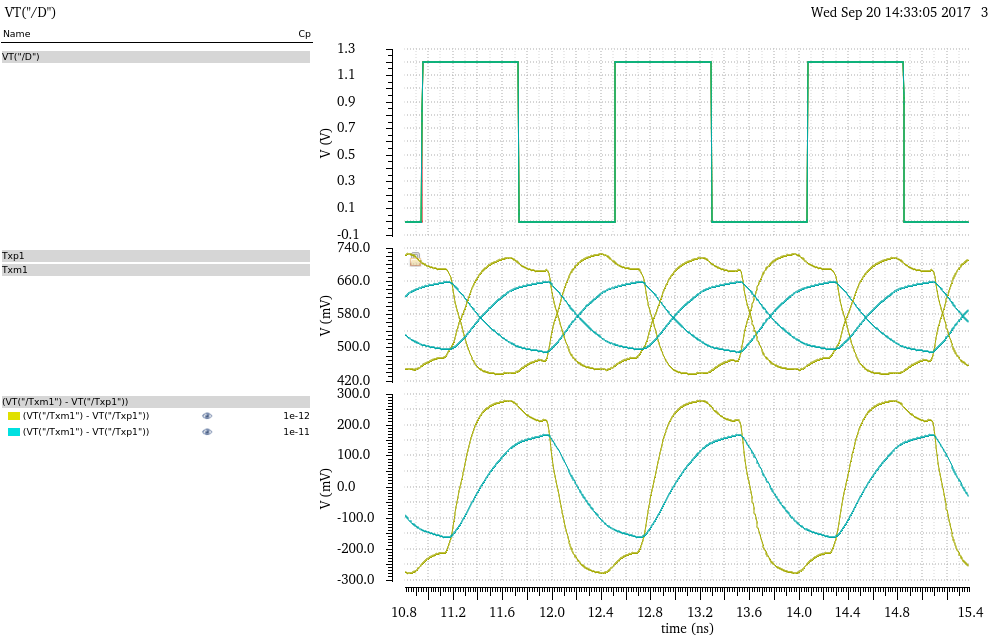 VT("/D") Wed Sep 20 14:33:05 2017 3
Name Cp
VT("/D")
1.3
1.1
0.9
0.7
0.5
0.3
0.1
-0.1
V (V)
Txp1
Txm1
740.0
660.0
580.0
500.0
420.0
V (mV)
(VT("/Txm1") - VT("/Txp1"))
(VT("/Txm1") - VT("/Txp1")) 1e-12
(VT("/Txm1") - VT("/Txp1")) 1e-11
300.0
200.0
100.0
0.0
-100.0
-200.0
-300.0
V (mV)
10.8 11.2 11.6 12.0 12.4 12.8 13.2 13.6 14.0 14.4 14.8 15.4
time (ns)